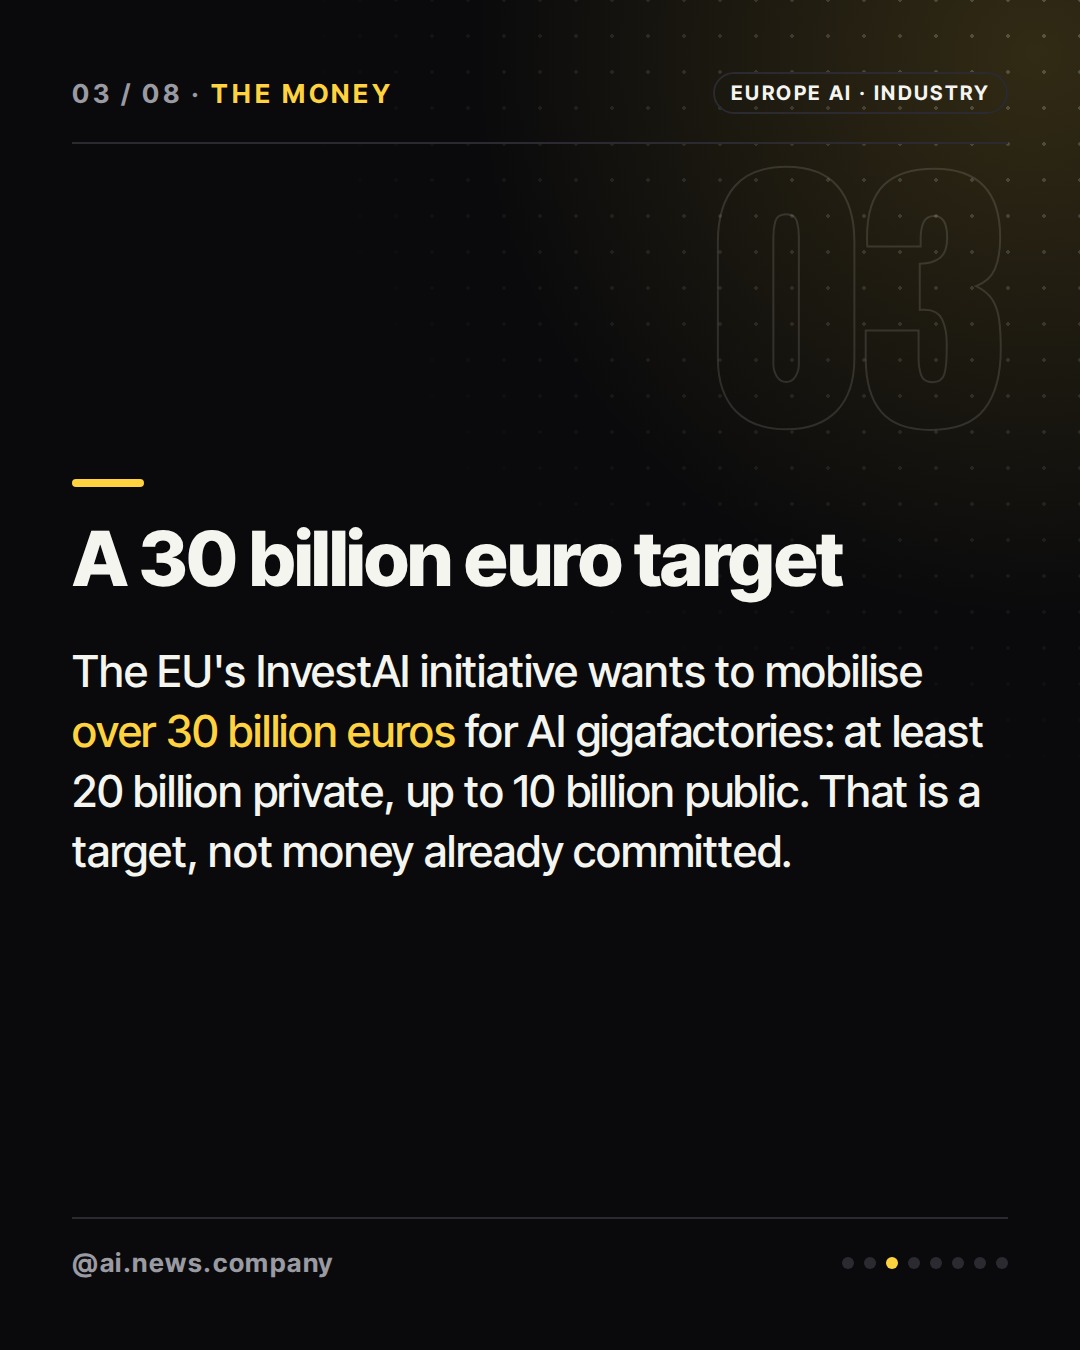 03 / 08 · THE MONEY
EUROPE AI · INDUSTRY
03
A 30 billion euro target
The EU's InvestAI initiative wants to mobilise
over 30 billion euros for AI gigafactories: at least
20 billion private, up to 10 billion public. That is a
target, not money already committed.
@ai.news.company